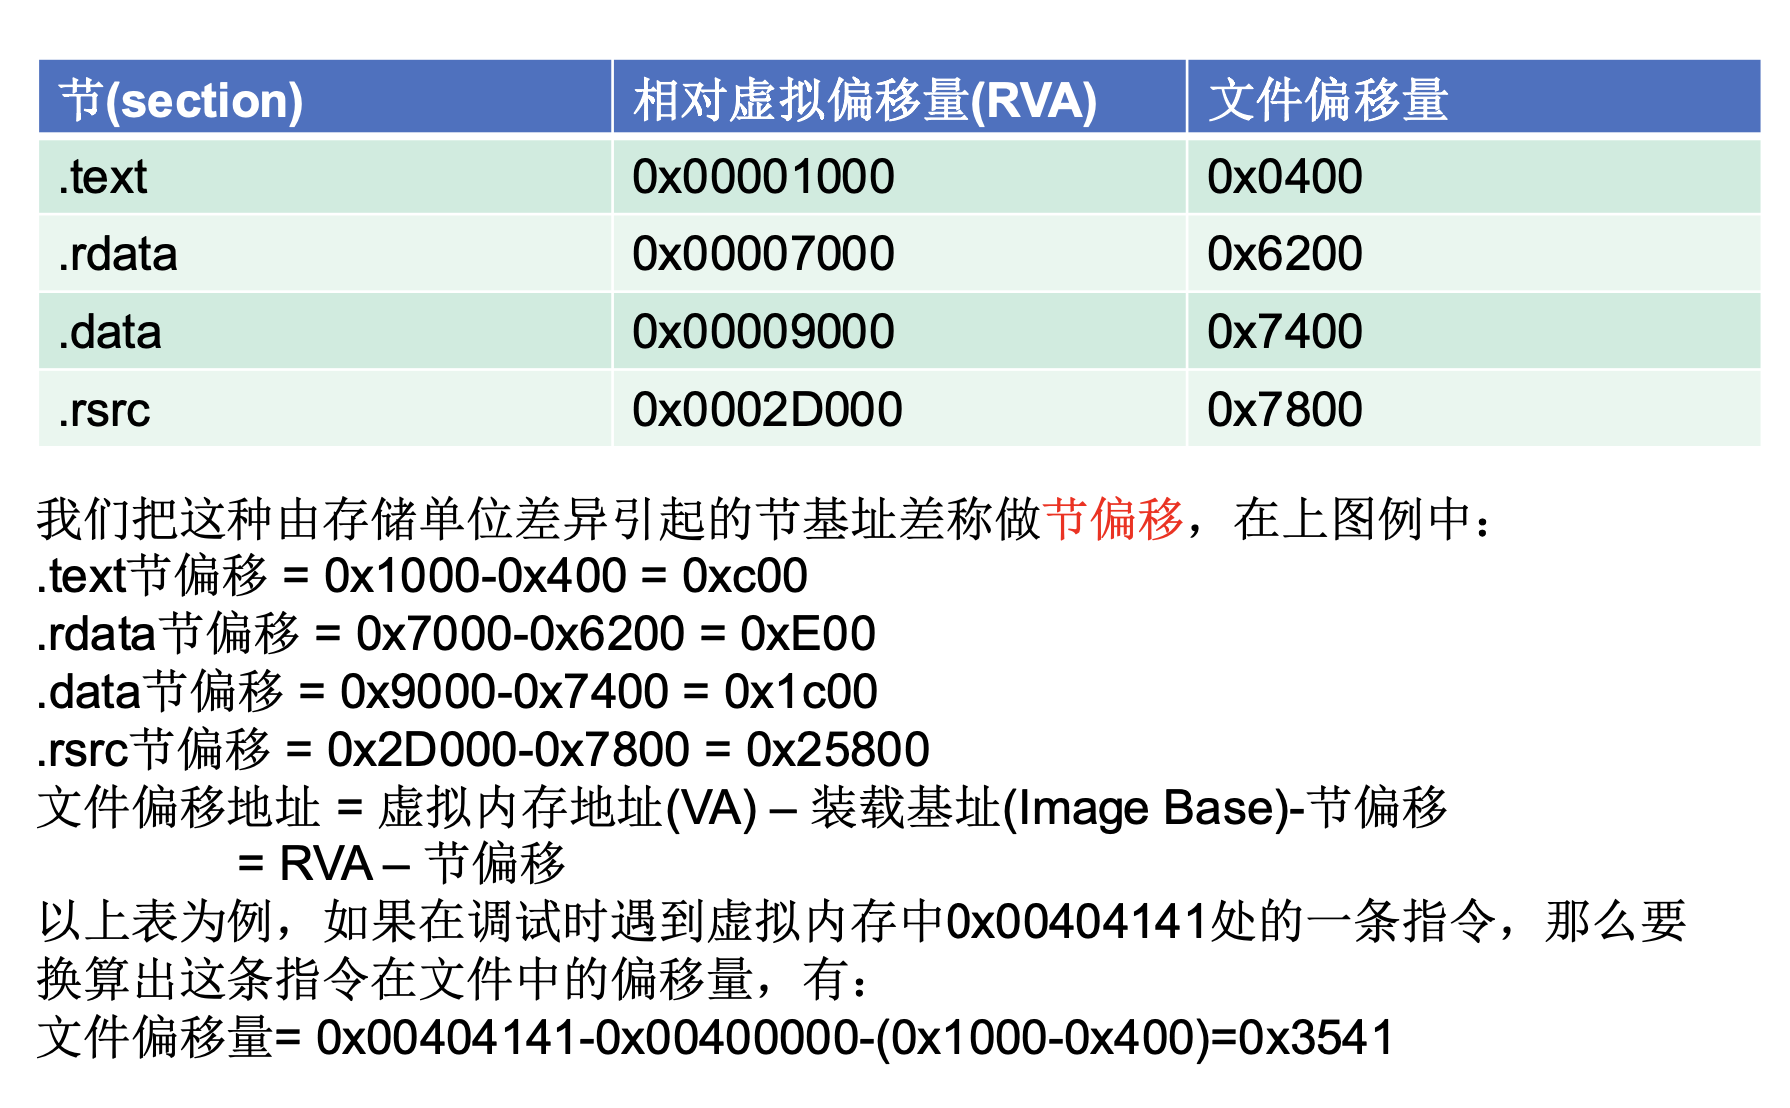 节(section) 相对虚拟偏移量(RVA) 文件偏移量
.text 0x00001000 0x0400
.rdata 0x00007000 0x6200
.data 0x00009000 0x7400
.rsrc 0x0002D000 0x7800
我们把这种由存储单位差异引起的节基址差称做节偏移，在上图例中：
.text节偏移 = 0x1000-0x400 = 0xc00
.rdata节偏移 = 0x7000-0x6200 = 0xE00
.data节偏移 = 0x9000-0x7400 = 0x1c00
.rsrc节偏移 = 0x2D000-0x7800 = 0x25800
文件偏移地址 = 虚拟内存地址(VA) – 装载基址(Image Base)-节偏移
= RVA – 节偏移
以上表为例，如果在调试时遇到虚拟内存中0x00404141处的一条指令，那么要
换算出这条指令在文件中的偏移量，有：
文件偏移量= 0x00404141-0x00400000-(0x1000-0x400)=0x3541